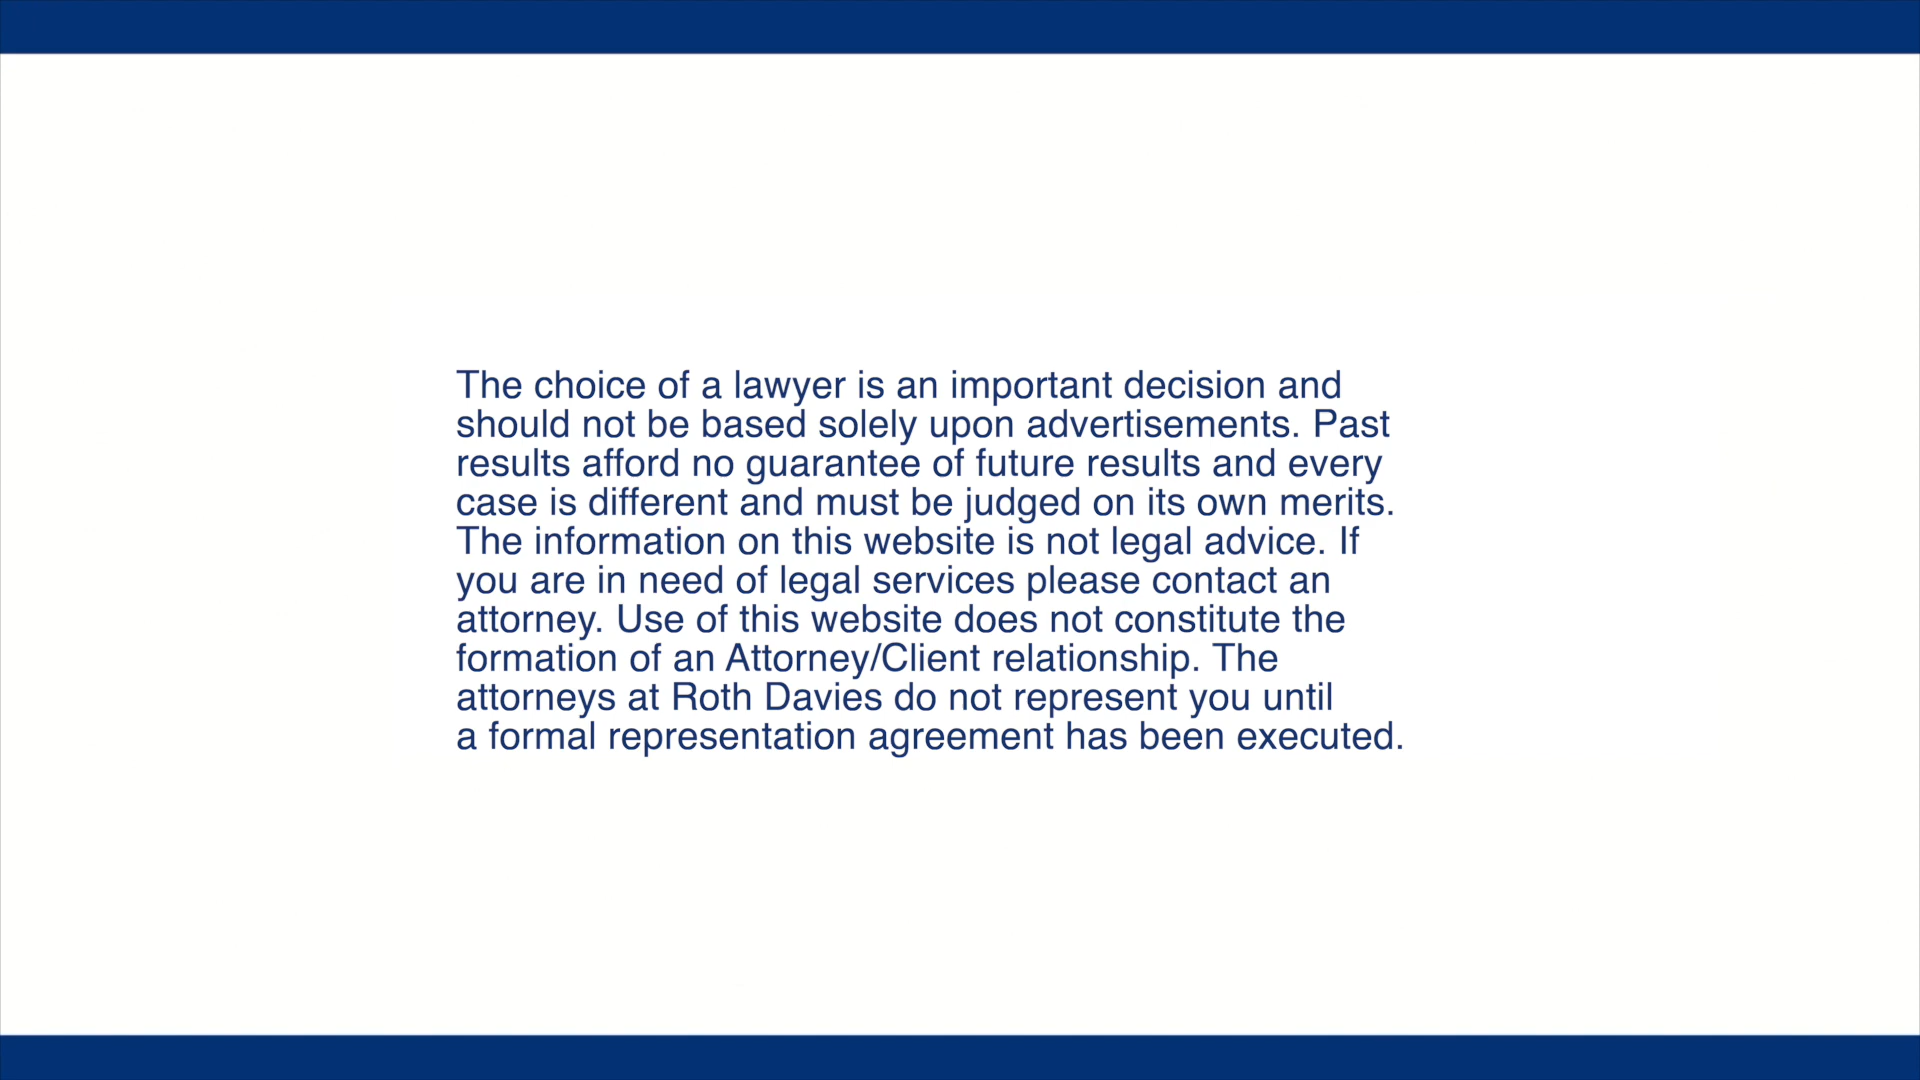 The choice of a lawyer is an important decision and
should not be based solely upon advertisements. Past
results afford no guarantee of future results and every
case is different and must be judged on its own merits.
The information on this website is not legal advice. If
you are in need of legal services please contact an
attorney. Use of this website does not constitute the
formation of an Attorney/Client relationship. The
attorneys at Roth Davies do not represent you until
a formal representation agreement has been executed.